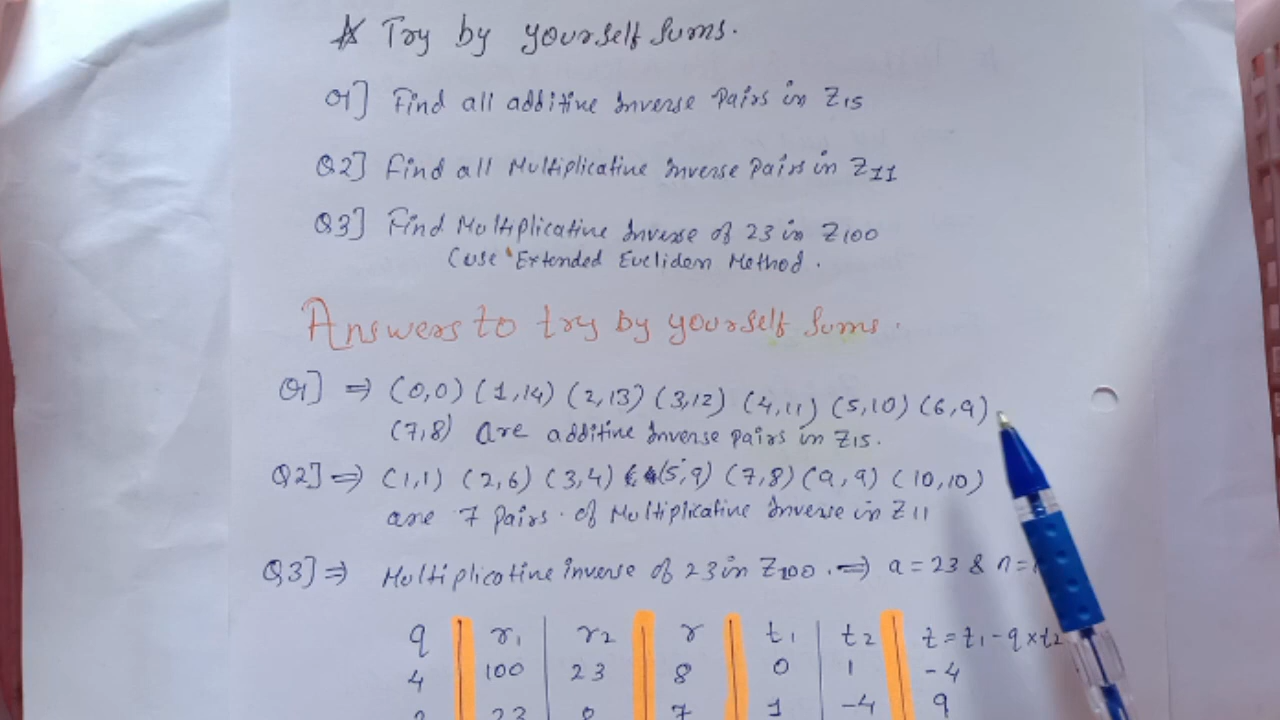 * Try by yourself Sums.
Q1] Find all additive Inverse Pairs in Z15
Q2] Find all Multiplicative Inverse Pairs in Z11
Q3] Find Multiplicative Inverse of 23 in Z100
(use Extended Eucliden Method.
Answers to try by yourself Sums.
Q1] ⇒ (0,0) (1,14) (2,13) (3,12) (4,11) (5,10) (6,9)
(7,8) are additive Inverse pairs in Z15.
Q2] ⇒ (1,1) (2,6) (3,4) (5,9) (7,8) (9,9) (10,10)
are 7 pairs of Multiplicative Inverse in Z11
Q3] ⇒ Multiplicative inverse of 23 in Z100. ⇒ a = 23 & n =
q r1 r2 r t1 t2 t = t1 - q × t2
4 100 23 8 0 1 -4
23 7 1 -4 9